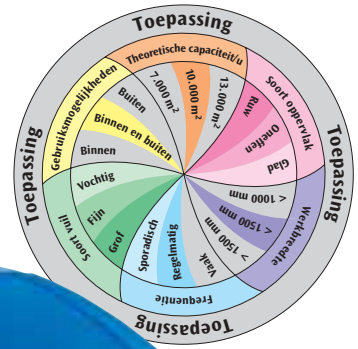 Toepassing
Theoretische capaciteit/u
7.000 m²
10.000 m²
13.000 m²
Soort oppervlak
Ruw
Oneffen
Glad
Toepassing
Werkbreedte
< 1000 mm
< 1500 mm
> 1500 mm
Toepassing
Frequentie
Vaak
Regelmatig
Sporadisch
Soort vuil
Grof
Fijn
Vochtig
Toepassing
Gebruiksmogelijkheden
Binnen
Binnen en buiten
Buiten